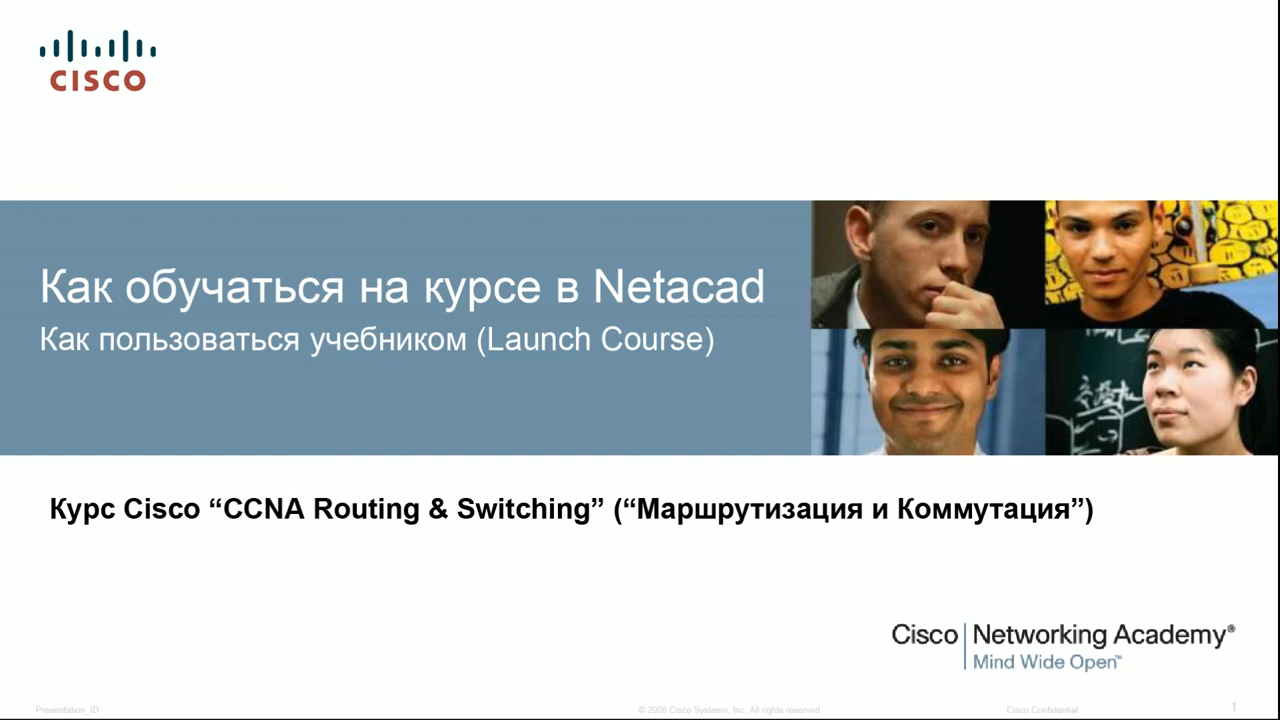 CISCO
Как обучаться на курсе в Netacad
Как пользоваться учебником (Launch Course)
Курс Cisco “CCNA Routing & Switching” (“Маршрутизация и Коммутация”)
Cisco | Networking Academy®
Mind Wide Open™
Presentation_ID
© 2008 Cisco Systems, Inc. All rights reserved.
Cisco Confidential
1